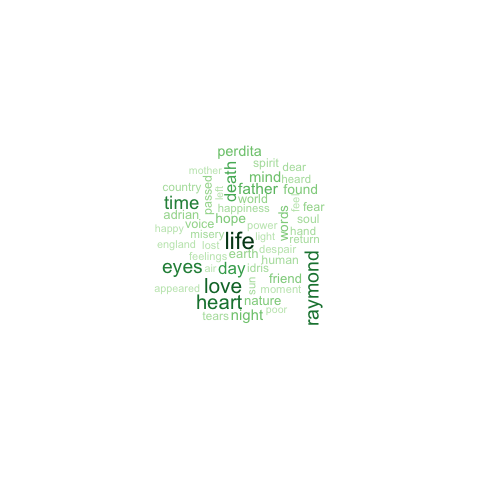 perdita
spirit
mother
death
dear
mind
heard
country
passed
left
father
found
time
world
feel
happiness
fear
adrian
hope
words
soul
voice
power
happy
misery
life
light
hand
return
england
lost
earth
despair
feelings
human
eyes
air
day
idris
friend
raymond
appeared
love
sun
moment
heart
nature
tears
night
poor